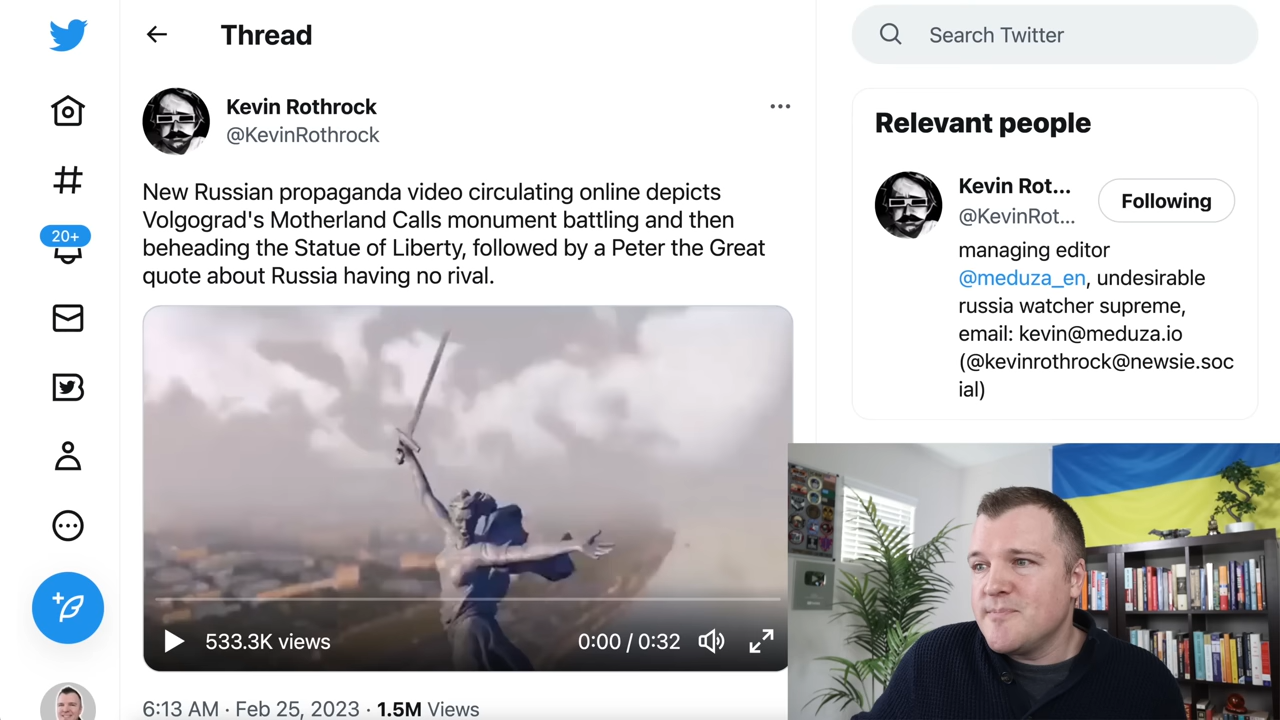 Thread
Search Twitter
Kevin Rothrock
@KevinRothrock
New Russian propaganda video circulating online depicts
Volgograd's Motherland Calls monument battling and then
beheading the Statue of Liberty, followed by a Peter the Great
quote about Russia having no rival.
20+
533.3K views
0:00 / 0:32
6:13 AM · Feb 25, 2023 · 1.5M Views
Relevant people
Kevin Rot...
@KevinRot...
Following
managing editor
@meduza_en, undesirable
russia watcher supreme,
email: kevin@meduza.io
(@kevinrothrock@newsie.soc
ial)